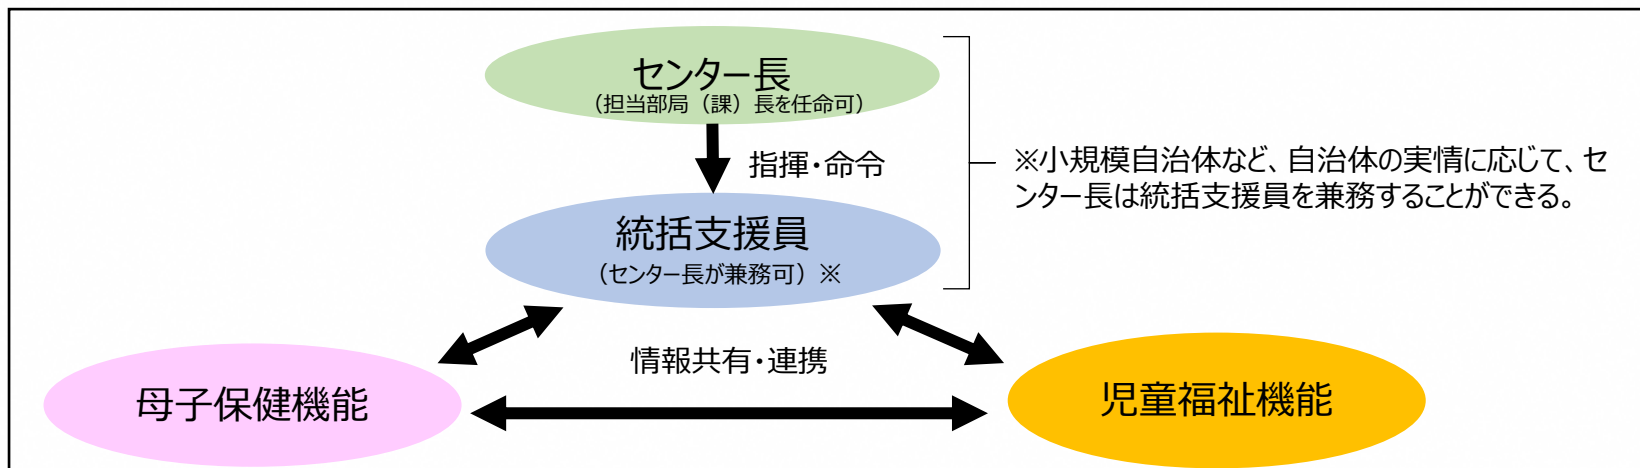 センター長
（担当部局（課）長を任命可）
指揮・命令
※小規模自治体など、自治体の実情に応じて、セ
ンター長は統括支援員を兼務することができる。
統括支援員
（センター長が兼務可）※
情報共有・連携
母子保健機能
児童福祉機能